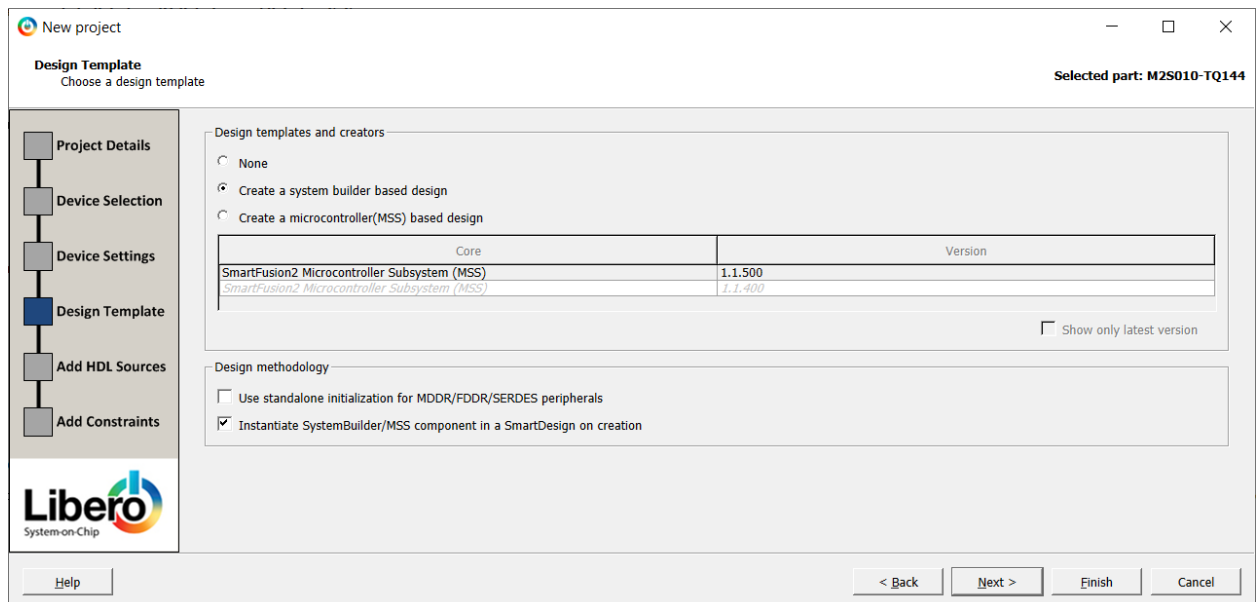 New project
Design Template
Choose a design template
Selected part: M2S010-TQ144
Project Details
Device Selection
Device Settings
Design Template
Add HDL Sources
Add Constraints
Libero
System-on-Chip
Design templates and creators
None
Create a system builder based design
Create a microcontroller(MSS) based design
Core Version
SmartFusion2 Microcontroller Subsystem (MSS) 1.1.500
SmartFusion2 Microcontroller Subsystem (MSS) 1.1.400
Show only latest version
Design methodology
Use standalone initialization for MDDR/FDDR/SERDES peripherals
Instantiate SystemBuilder/MSS component in a SmartDesign on creation
Help < Back Next > Finish Cancel